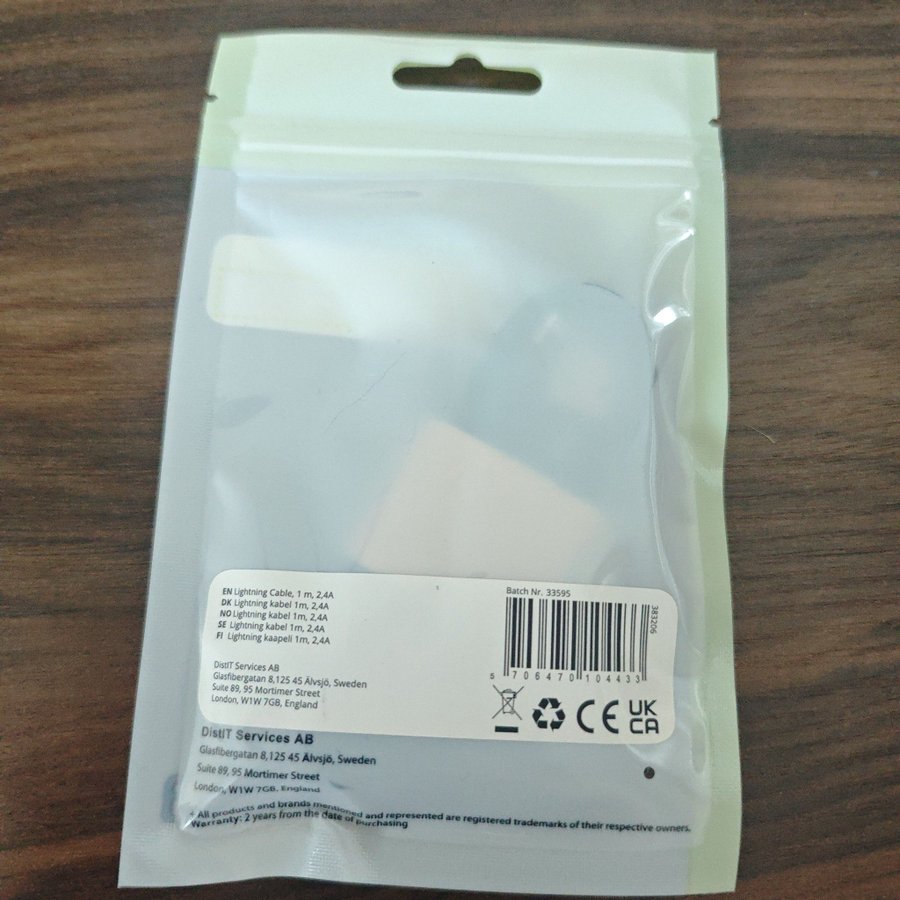 EN Lightning Cable, 1 m, 2,4A
DK Lightning kabel 1m, 2,4A
NO Lightning kabel 1m, 2,4A
SE Lightning kabel 1m, 2,4A
FI Lightning kaapeli 1m, 2,4A
DistIT Services AB
Glasfibergatan 8,125 45 Älvsjö, Sweden
Suite 89, 95 Mortimer Street
London, W1W 7GB, England
Batch Nr. 33595
383206
5 706470 104433
CE
UK
CA
DistIT Services AB
Glasfibergatan 8,125 45 Älvsjö, Sweden
Suite 89, 95 Mortimer Street
London, W1W 7GB, England
* All products and brands mentioned and represented are registered trademarks of their respective owners.
Warranty: 2 years from the date of purchasing